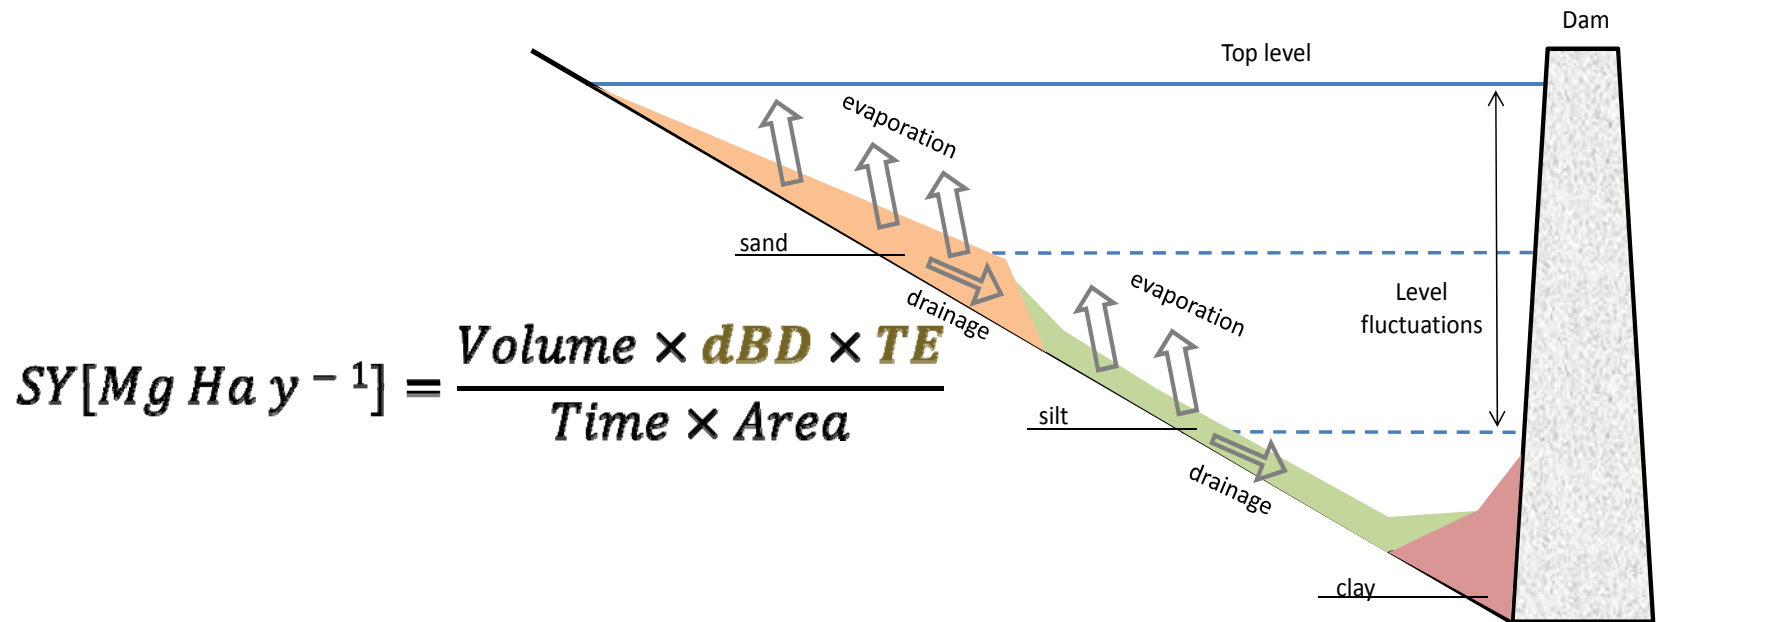 Dam
Top level
evaporation
sand
drainage
evaporation
Level
fluctuations
SY[Mg Ha y − 1] = Volume × dBD × TE
Time × Area
silt
drainage
clay